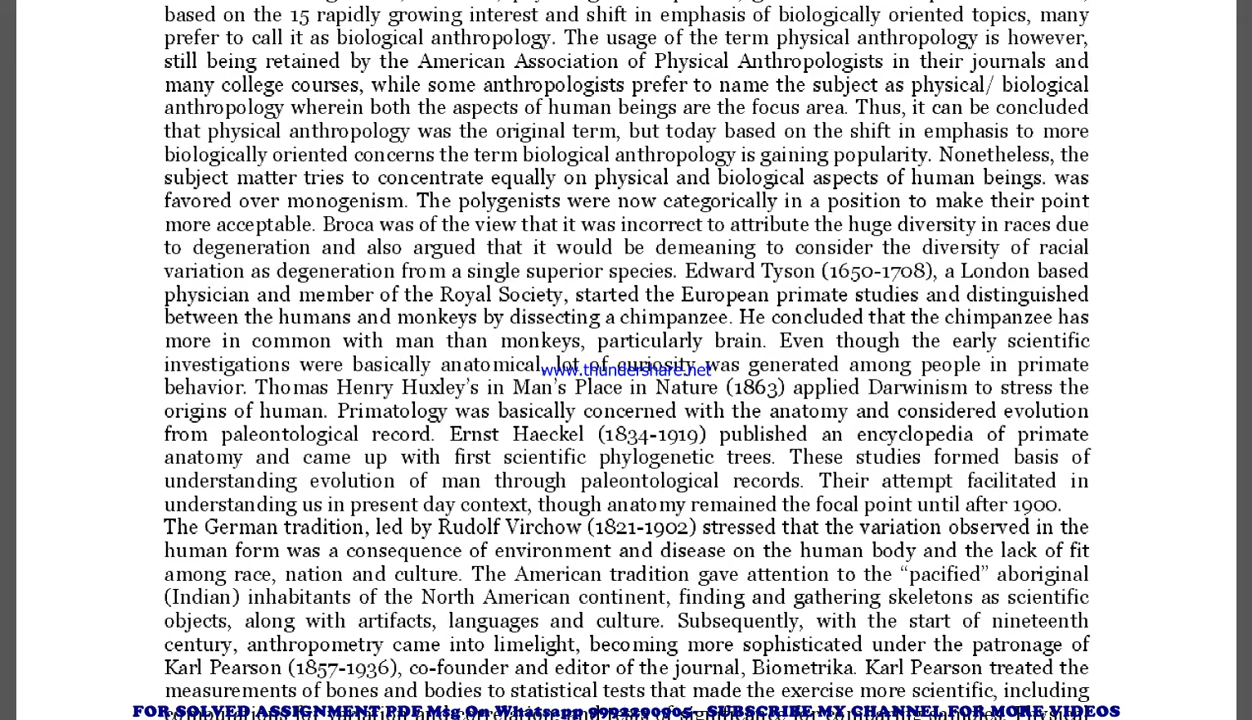 based on the 15 rapidly growing interest and shift in emphasis of biologically oriented topics, many
prefer to call it as biological anthropology. The usage of the term physical anthropology is however,
still being retained by the American Association of Physical Anthropologists in their journals and
many college courses, while some anthropologists prefer to name the subject as physical/ biological
anthropology wherein both the aspects of human beings are the focus area. Thus, it can be concluded
that physical anthropology was the original term, but today based on the shift in emphasis to more
biologically oriented concerns the term biological anthropology is gaining popularity. Nonetheless, the
subject matter tries to concentrate equally on physical and biological aspects of human beings. was
favored over monogenism. The polygenists were now categorically in a position to make their point
more acceptable. Broca was of the view that it was incorrect to attribute the huge diversity in races due
to degeneration and also argued that it would be demeaning to consider the diversity of racial
variation as degeneration from a single superior species. Edward Tyson (1650-1708), a London based
physician and member of the Royal Society, started the European primate studies and distinguished
between the humans and monkeys by dissecting a chimpanzee. He concluded that the chimpanzee has
more in common with man than monkeys, particularly brain. Even though the early scientific
investigations were basically anatomical, lot of curiosity was generated among people in primate
www.thundershare.net
behavior. Thomas Henry Huxley's in Man's Place in Nature (1863) applied Darwinism to stress the
origins of human. Primatology was basically concerned with the anatomy and considered evolution
from paleontological record. Ernst Haeckel (1834-1919) published an encyclopedia of primate
anatomy and came up with first scientific phylogenetic trees. These studies formed basis of
understanding evolution of man through paleontological records. Their attempt facilitated in
understanding us in present day context, though anatomy remained the focal point until after 1900.
The German tradition, led by Rudolf Virchow (1821-1902) stressed that the variation observed in the
human form was a consequence of environment and disease on the human body and the lack of fit
among race, nation and culture. The American tradition gave attention to the “pacified” aboriginal
(Indian) inhabitants of the North American continent, finding and gathering skeletons as scientific
objects, along with artifacts, languages and culture. Subsequently, with the start of nineteenth
century, anthropometry came into limelight, becoming more sophisticated under the patronage of
Karl Pearson (1857-1936), co-founder and editor of the journal, Biometrika. Karl Pearson treated the
measurements of bones and bodies to statistical tests that made the exercise more scientific, including
FOR SOLVED ASSIGNMENT PDF Msg On Whatsapp 9992290905- SUBSCRIBE MY CHANNEL FOR MORE VIDEOS